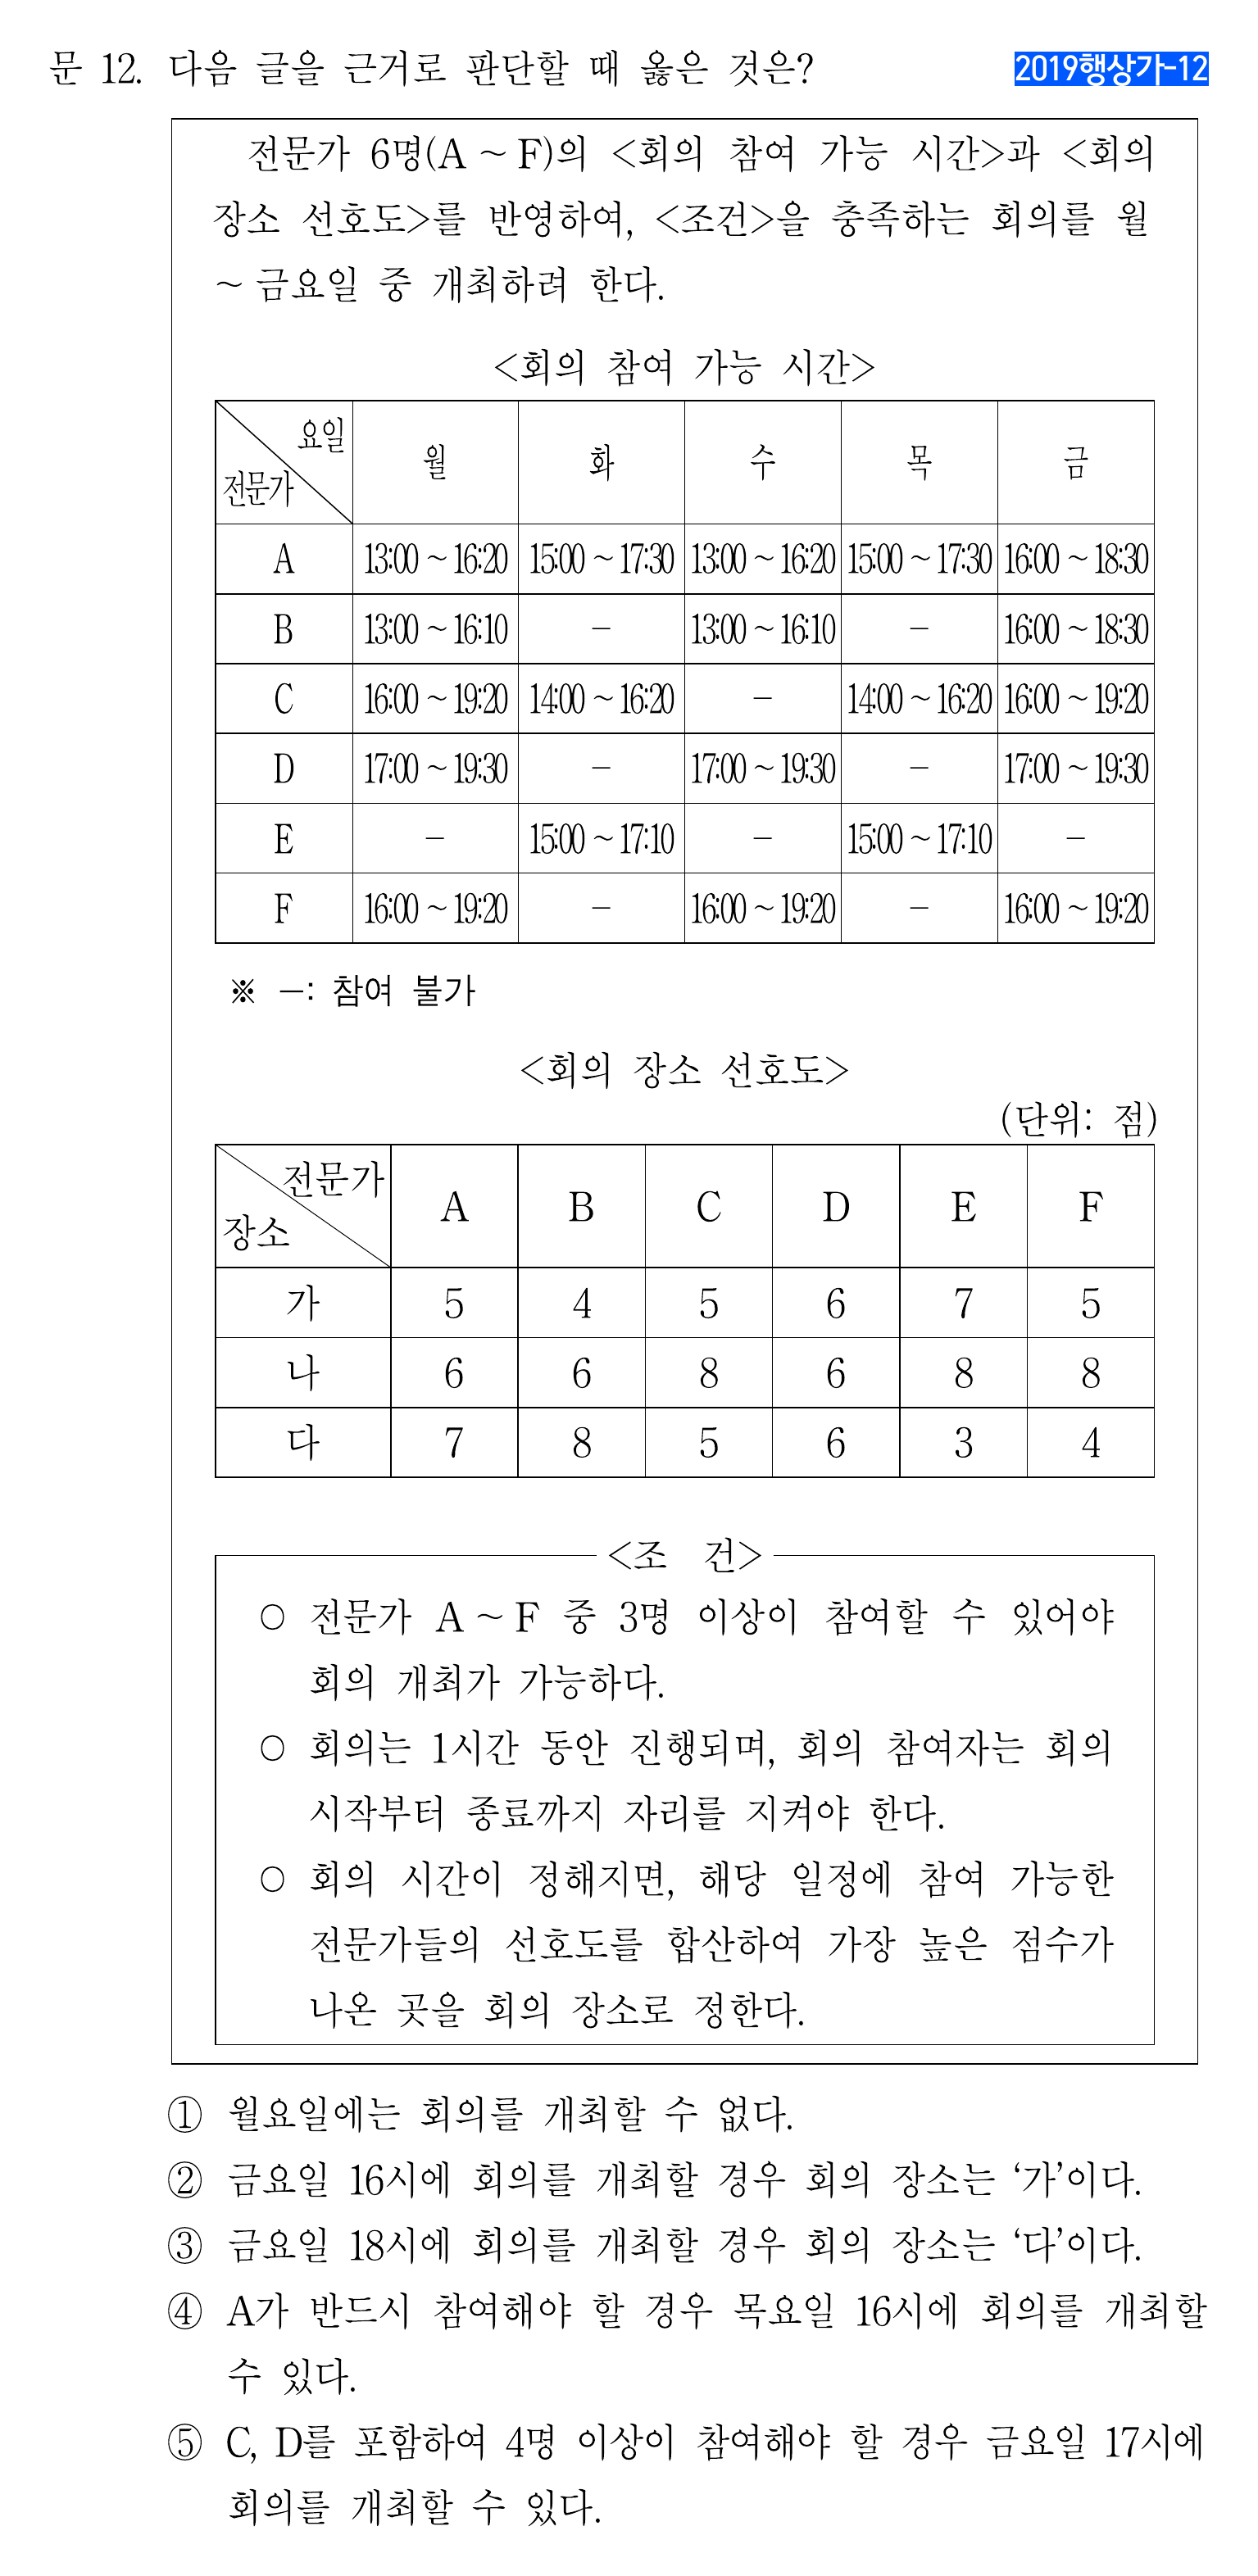 문 12. 다음 글을 근거로 판단할 때 옳은 것은?
2019행상가-12
전문가 6명(A ~ F)의 <회의 참여 가능 시간>과 <회의
장소 선호도>를 반영하여, <조건>을 충족하는 회의를 월
~ 금요일 중 개최하려 한다.
<회의 참여 가능 시간>
요일
전문가 월 화 수 목 금
A 13:00 ~ 16:20 15:00 ~ 17:30 13:00 ~ 16:20 15:00 ~ 17:30 16:00 ~ 18:30
B 13:00 ~ 16:10 - 13:00 ~ 16:10 - 16:00 ~ 18:30
C 16:00 ~ 19:20 14:00 ~ 16:20 - 14:00 ~ 16:20 16:00 ~ 19:20
D 17:00 ~ 19:30 - 17:00 ~ 19:30 - 17:00 ~ 19:30
E - 15:00 ~ 17:10 - 15:00 ~ 17:10 -
F 16:00 ~ 19:20 - 16:00 ~ 19:20 - 16:00 ~ 19:20
※ -: 참여 불가
<회의 장소 선호도>
(단위: 점)
전문가
장소 A B C D E F
가 5 4 5 6 7 5
나 6 6 8 6 8 8
다 7 8 5 6 3 4
<조 건>
○ 전문가 A ~ F 중 3명 이상이 참여할 수 있어야
회의 개최가 가능하다.
○ 회의는 1시간 동안 진행되며, 회의 참여자는 회의
시작부터 종료까지 자리를 지켜야 한다.
○ 회의 시간이 정해지면, 해당 일정에 참여 가능한
전문가들의 선호도를 합산하여 가장 높은 점수가
나온 곳을 회의 장소로 정한다.
① 월요일에는 회의를 개최할 수 없다.
② 금요일 16시에 회의를 개최할 경우 회의 장소는 ‘가’이다.
③ 금요일 18시에 회의를 개최할 경우 회의 장소는 ‘다’이다.
④ A가 반드시 참여해야 할 경우 목요일 16시에 회의를 개최할
수 있다.
⑤ C, D를 포함하여 4명 이상이 참여해야 할 경우 금요일 17시에
회의를 개최할 수 있다.